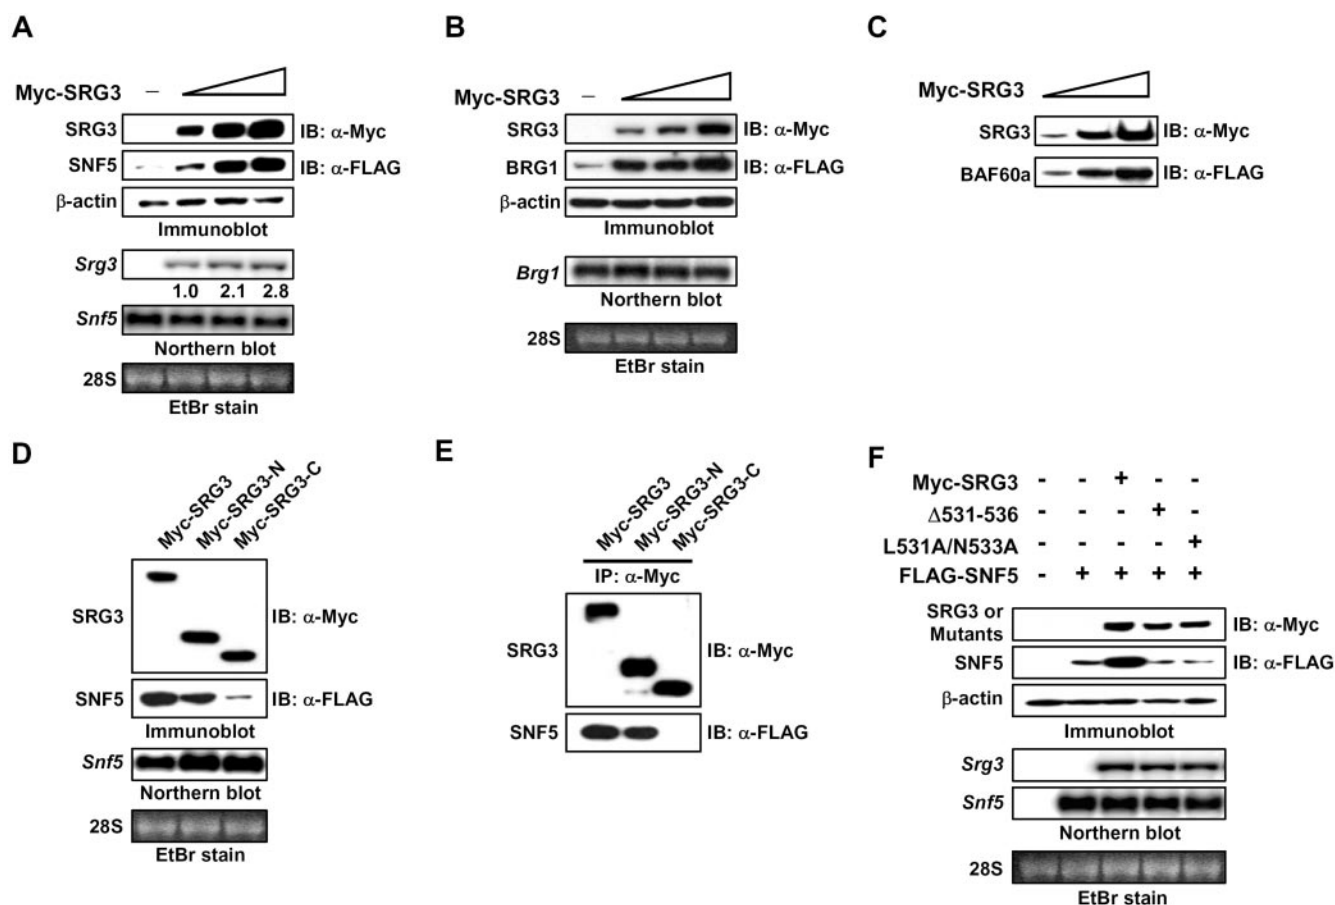 A
Myc-SRG3 –
SRG3 IB: α-Myc
SNF5 IB: α-FLAG
β-actin
Immunoblot
Srg3
1.0 2.1 2.8
Snf5
Northern blot
28S
EtBr stain
B
Myc-SRG3 –
SRG3 IB: α-Myc
BRG1 IB: α-FLAG
β-actin
Immunoblot
Brg1
Northern blot
28S
EtBr stain
C
Myc-SRG3
SRG3 IB: α-Myc
BAF60a IB: α-FLAG
D
Myc-SRG3
Myc-SRG3-N
Myc-SRG3-C
SRG3 IB: α-Myc
SNF5 IB: α-FLAG
Immunoblot
Snf5
Northern blot
28S
EtBr stain
E
Myc-SRG3
Myc-SRG3-N
Myc-SRG3-C
IP: α-Myc
SRG3 IB: α-Myc
SNF5 IB: α-FLAG
F
Myc-SRG3 - - + - -
Δ531-536 - - - + -
L531A/N533A - - - - +
FLAG-SNF5 - + + + +
SRG3 or
Mutants IB: α-Myc
SNF5 IB: α-FLAG
β-actin
Immunoblot
Srg3
Snf5
Northern blot
28S
EtBr stain